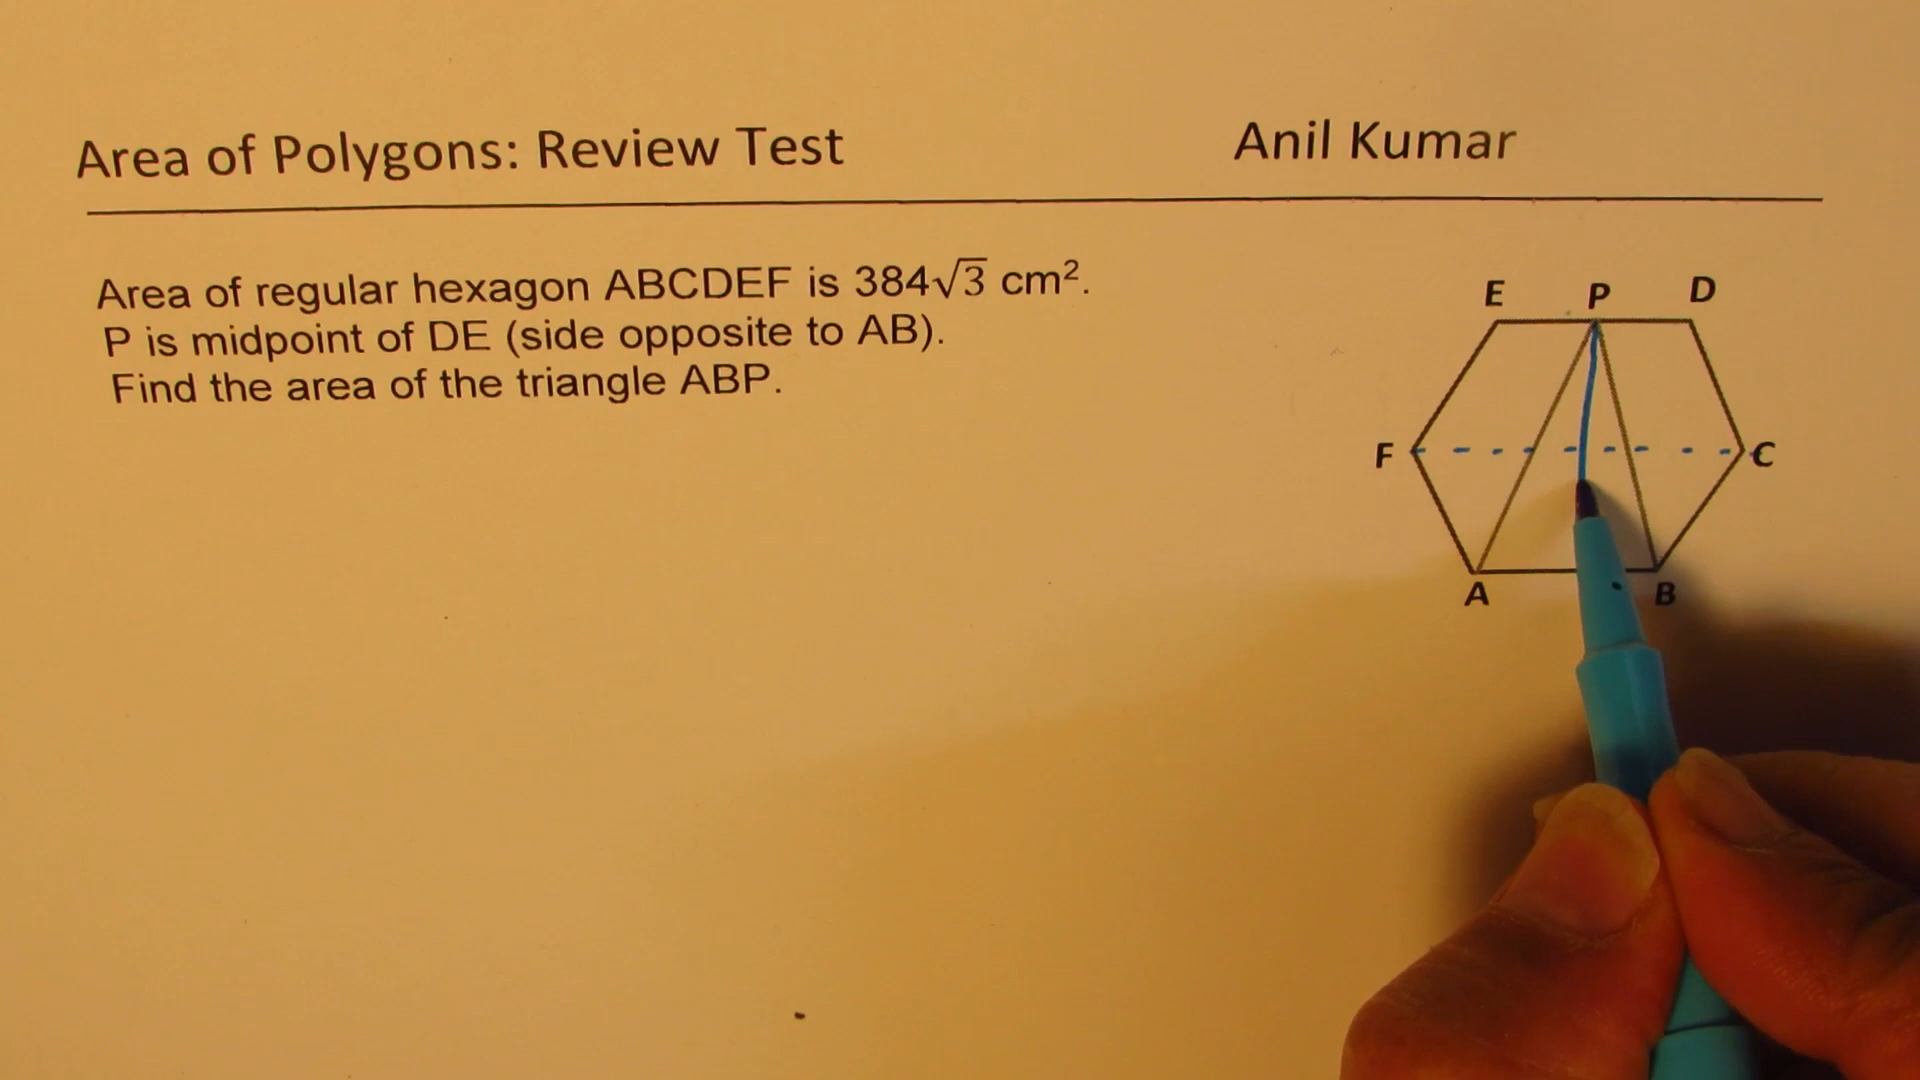 Area of Polygons: Review Test
Anil Kumar
Area of regular hexagon ABCDEF is 384√3 cm².
P is midpoint of DE (side opposite to AB).
Find the area of the triangle ABP.
E P D
F C
A B